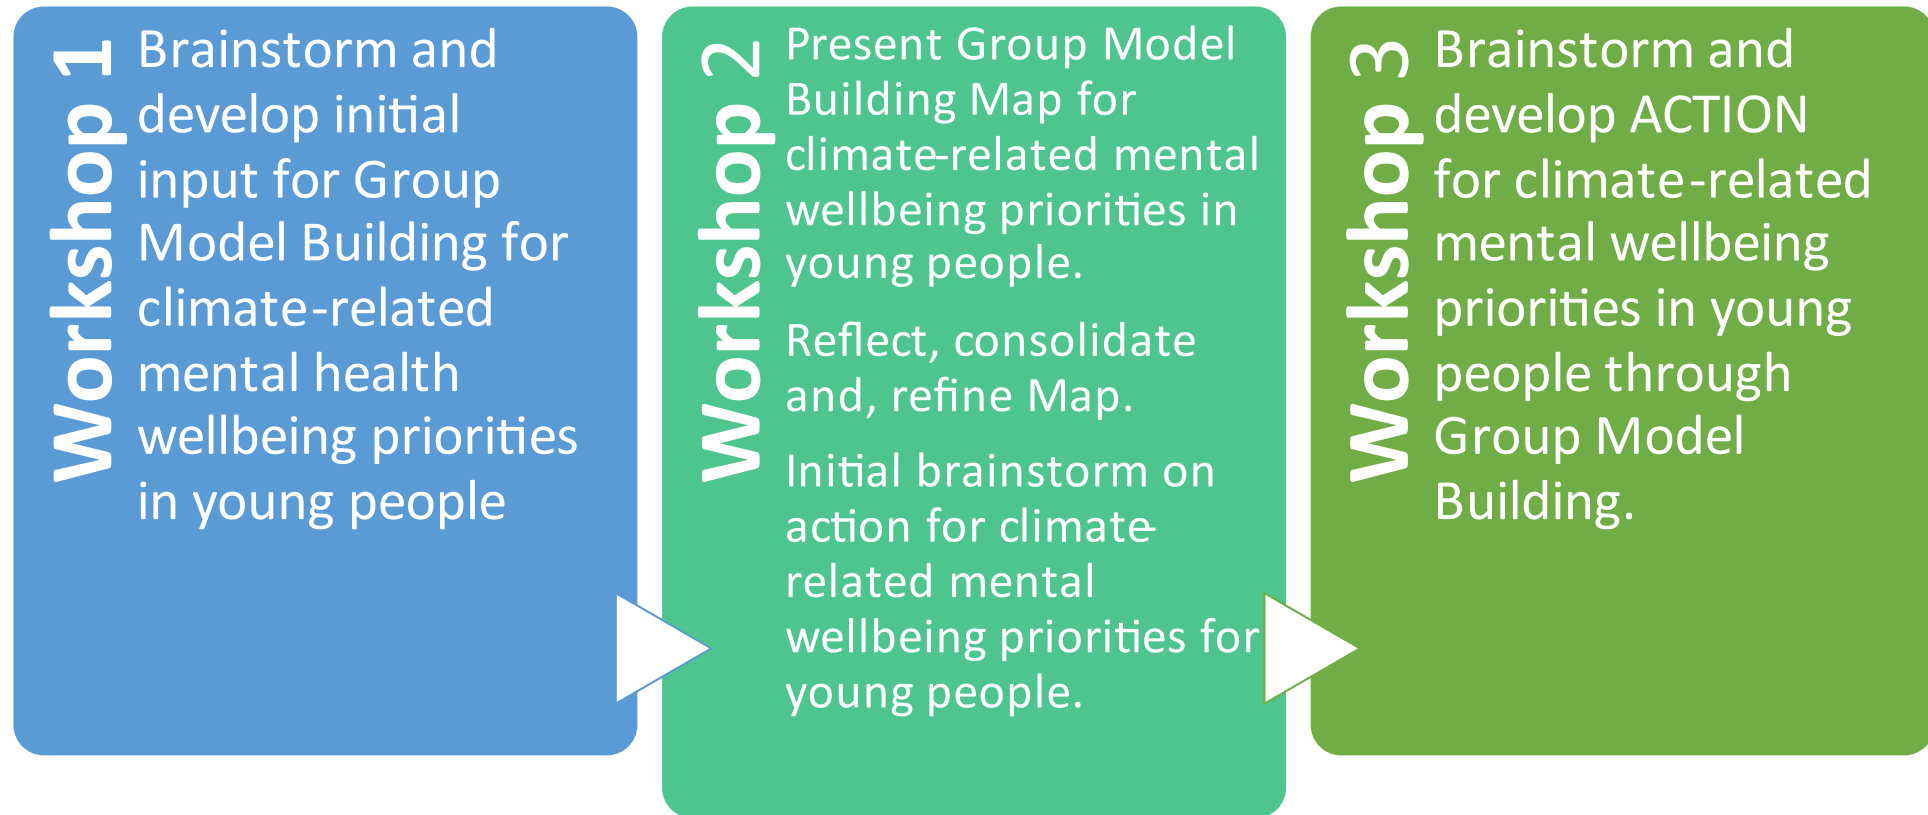 Workshop 1
Brainstorm and
develop initial
input for Group
Model Building for
climate-related
mental health
wellbeing priorities
in young people
Workshop 2
Present Group Model
Building Map for
climate-related mental
wellbeing priorities in
young people.
Reflect, consolidate
and, refine Map.
Initial brainstorm on
action for climate-
related mental
wellbeing priorities for
young people.
Workshop 3
Brainstorm and
develop ACTION
for climate-related
mental wellbeing
priorities in young
people through
Group Model
Building.